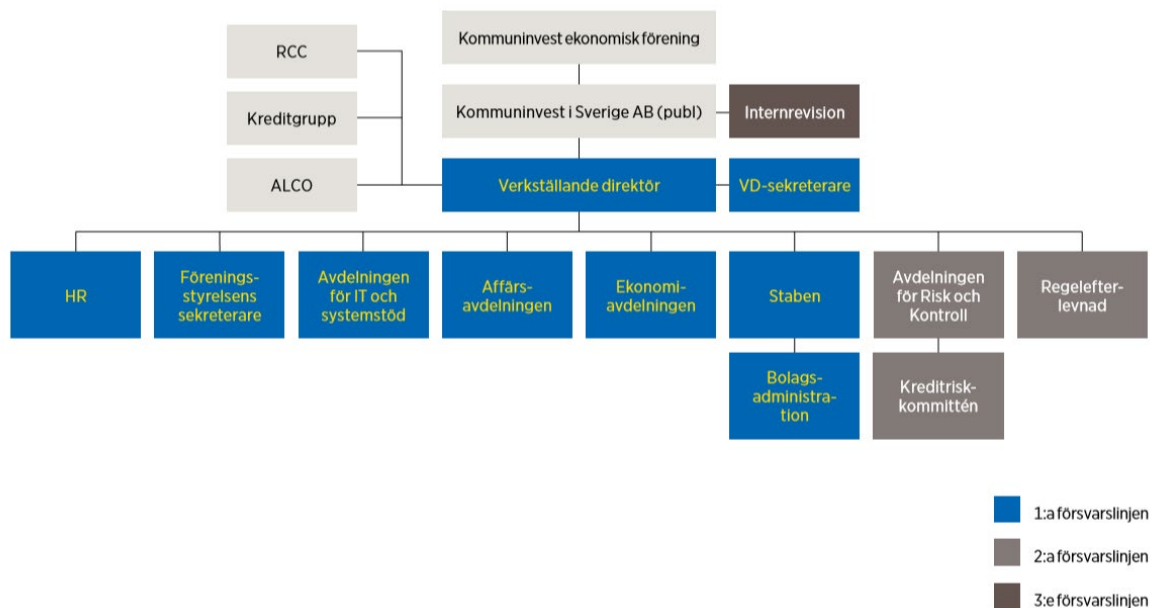 Kommuninvest ekonomisk förening
RCC
Kommuninvest i Sverige AB (publ)
Internrevision
Kreditgrupp
ALCO
Verkställande direktör
VD-sekreterare
HR
Förenings-
styrelsens
sekreterare
Avdelningen
för IT och
systemstöd
Affärs-
avdelningen
Ekonomi-
avdelningen
Staben
Avdelningen
för Risk och
Kontroll
Regelefter-
levnad
Bolags-
administra-
tion
Kreditrisk-
kommittén
1:a försvarslinjen
2:a försvarslinjen
3:e försvarslinjen